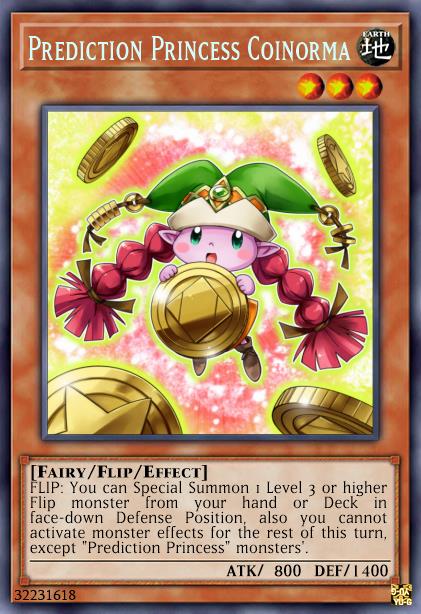 PREDICTION PRINCESS COINORMA
EARTH
地
[FAIRY/FLIP/EFFECT]
FLIP: You can Special Summon 1 Level 3 or higher
Flip monster from your hand or Deck in
face-down Defense Position, also you cannot
activate monster effects for the rest of this turn,
except "Prediction Princess" monsters'.
ATK/ 800 DEF/1400
32231618